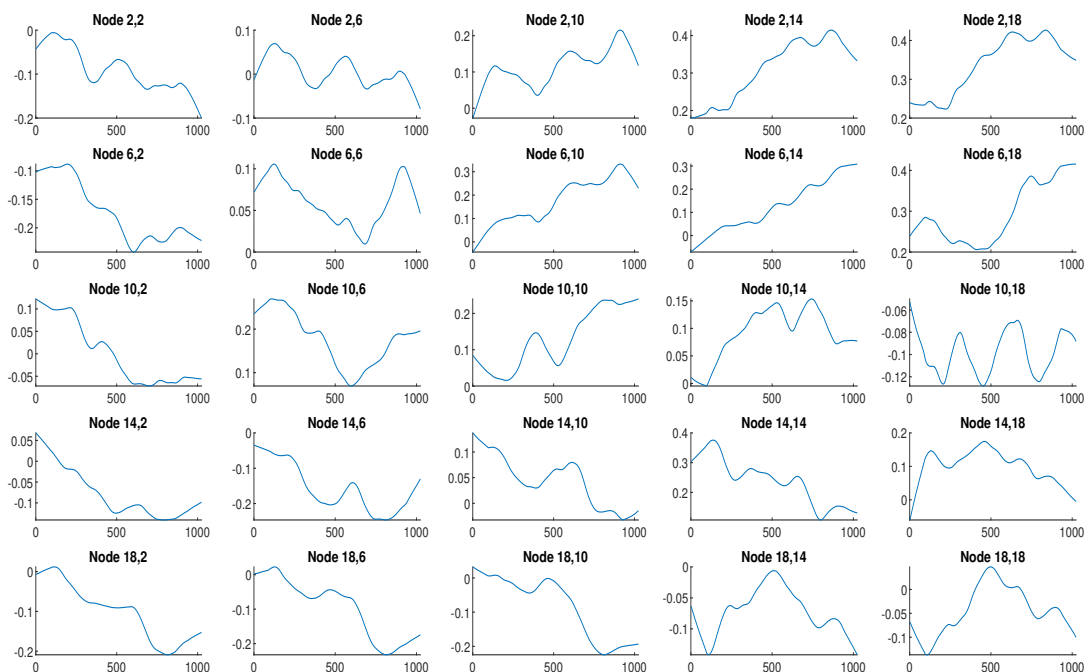 Node 2,2 Node 2,6 Node 2,10 Node 2,14 Node 2,18
0 -0.1 -0.2 0 500 1000
0.1 0 -0.1 0 500 1000
0.2 0.1 0 0 500 1000
0.4 0.3 0.2 0 500 1000
0.4 0.3 0.2 0 500 1000
Node 6,2 Node 6,6 Node 6,10 Node 6,14 Node 6,18
-0.1 -0.15 -0.2 0 500 1000
0.1 0.05 0 0 500 1000
0.3 0.2 0.1 0 0 500 1000
0.3 0.2 0.1 0 0 500 1000
0.4 0.3 0.2 0 500 1000
Node 10,2 Node 10,6 Node 10,10 Node 10,14 Node 10,18
0.1 0.05 0 -0.05 0 500 1000
0.2 0.1 0 500 1000
0.2 0.1 0 0 500 1000
0.15 0.1 0.05 0 0 500 1000
-0.06 -0.08 -0.1 -0.12 0 500 1000
Node 14,2 Node 14,6 Node 14,10 Node 14,14 Node 14,18
0.05 0 -0.05 -0.1 0 500 1000
0 -0.1 -0.2 0 500 1000
0.1 0.05 0 0 500 1000
0.4 0.3 0.2 0 500 1000
0.2 0.1 0 0 500 1000
Node 18,2 Node 18,6 Node 18,10 Node 18,14 Node 18,18
0 -0.1 -0.2 0 500 1000
0 -0.1 -0.2 0 500 1000
0 -0.1 -0.2 0 500 1000
0 -0.05 -0.1 0 500 1000
0 -0.05 -0.1 0 500 1000